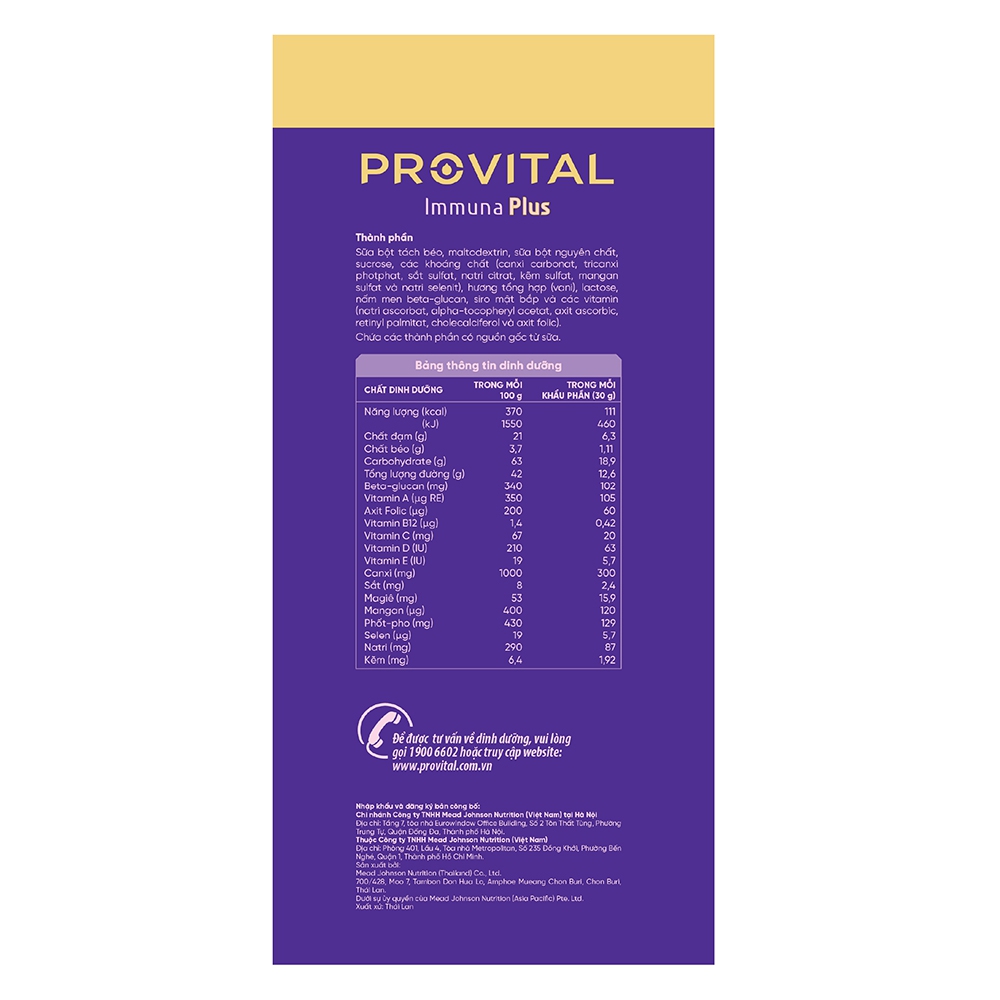 PROVITAL
Immuna Plus
Thành phần
Sữa bột tách béo, maltodextrin, sữa bột nguyên chất,
sucrose, các khoáng chất (canxi carbonat, tricanxi
photphat, sắt sulfat, natri citrat, kẽm sulfat, mangan
sulfat và natri selenit), hương tổng hợp (vani), lactose,
nấm men beta-glucan, siro mật bắp và các vitamin
(natri ascorbat, alpha-tocopheryl acetat, axit ascorbic,
retinyl palmitat, cholecalciferol và axit folic).
Chứa các thành phần có nguồn gốc từ sữa.
Bảng thông tin dinh dưỡng
CHẤT DINH DƯỠNG TRONG MỖI 100 g TRONG MỖI KHẨU PHẦN (30 g)
Năng lượng (kcal) 370 111
(kJ) 1550 460
Chất đạm (g) 21 6,3
Chất béo (g) 3,7 1,11
Carbohydrate (g) 63 18,9
Tổng lượng đường (g) 42 12,6
Beta-glucan (mg) 340 102
Vitamin A (µg RE) 350 105
Axit Folic (µg) 200 60
Vitamin B12 (µg) 1,4 0,42
Vitamin C (mg) 67 20
Vitamin D (IU) 210 63
Vitamin E (IU) 19 5,7
Canxi (mg) 1000 300
Sắt (mg) 8 2,4
Magiê (mg) 53 15,9
Mangan (µg) 400 120
Phốt-pho (mg) 430 129
Selen (µg) 19 5,7
Natri (mg) 290 87
Kẽm (mg) 6,4 1,92
Để được tư vấn về dinh dưỡng, vui lòng
gọi 1900 6602 hoặc truy cập website:
www.provital.com.vn
Nhập khẩu và đăng ký bản công bố:
Chi nhánh Công ty TNHH Mead Johnson Nutrition (Việt Nam) tại Hà Nội
Địa chỉ: Tầng 7, tòa nhà Eurowindow Office Building, Số 2 Tôn Thất Tùng, Phường
Trung Tự, Quận Đống Đa, Thành phố Hà Nội.
Thuộc Công ty TNHH Mead Johnson Nutrition (Việt Nam)
Địa chỉ: Phòng 401, Lầu 4, Tòa nhà Metropolitan, Số 235 Đồng Khởi, Phường Bến
Nghé, Quận 1, Thành phố Hồ Chí Minh.
Sản xuất bởi:
Mead Johnson Nutrition (Thailand) Co., Ltd.
700/428, Moo 7, Tambon Don Hua Lo, Amphoe Mueang Chon Buri, Chon Buri,
Thái Lan.
Dưới sự ủy quyền của Mead Johnson Nutrition (Asia Pacific) Pte. Ltd.
Xuất xứ: Thái Lan